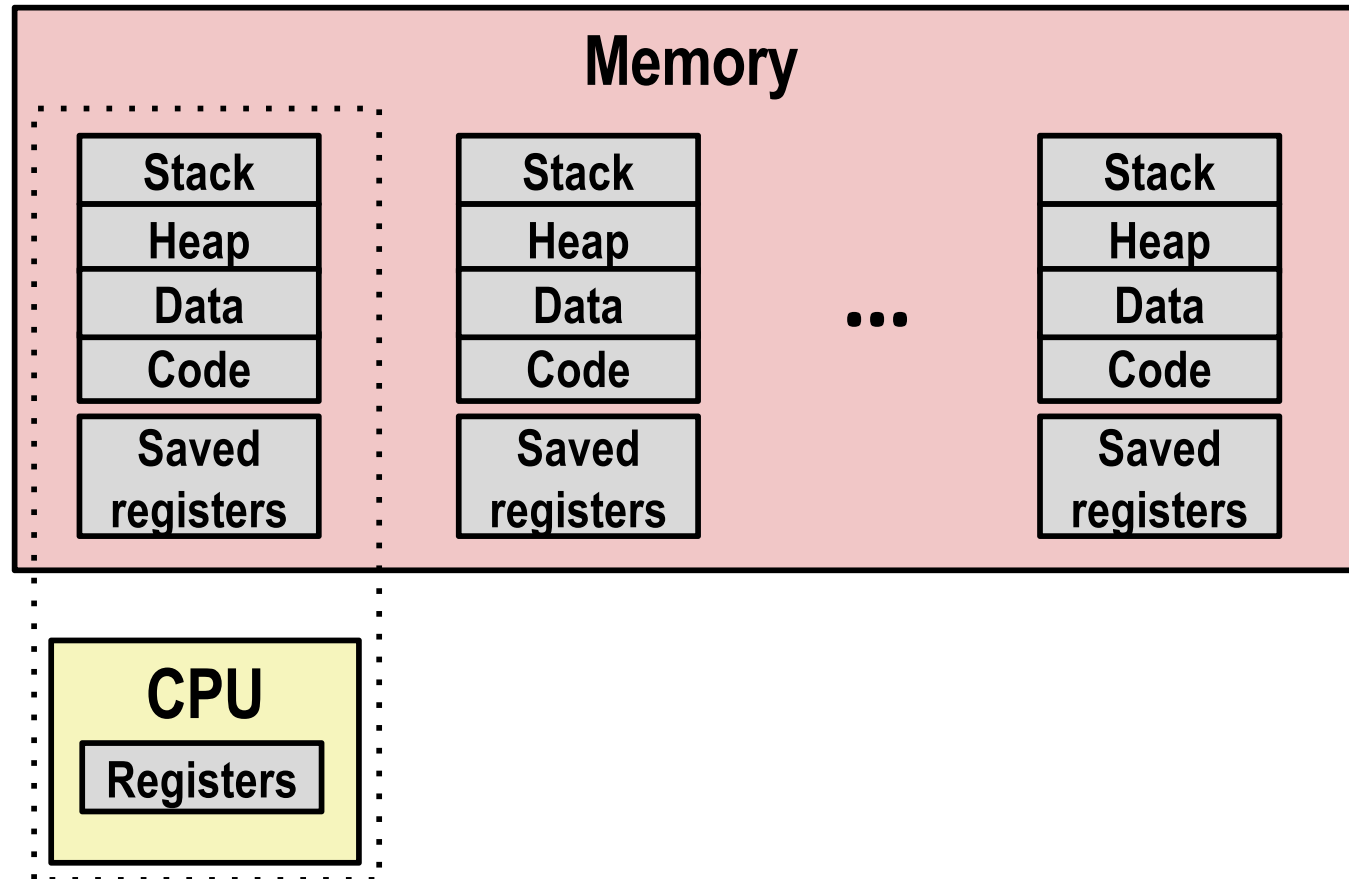 Memory
Stack
Heap
Data
Code
Saved
registers
Stack
Heap
Data
Code
Saved
registers
...
Stack
Heap
Data
Code
Saved
registers
CPU
Registers